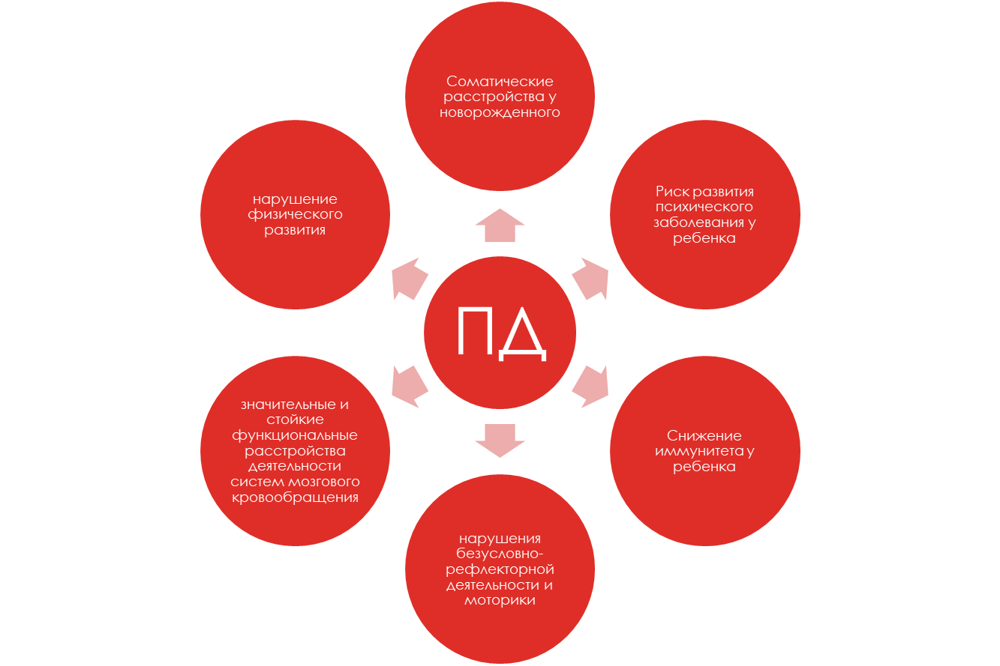 Соматические
расстройства у
новорожденного
Риск развития
психического
заболевания у
ребенка
Снижение
иммунитета у
ребенка
нарушения
безусловно-
рефлекторной
деятельности и
моторики
значительные и
стойкие
функциональные
расстройства
деятельности
систем мозгового
кровообращения
нарушение
физического
развития
ПД